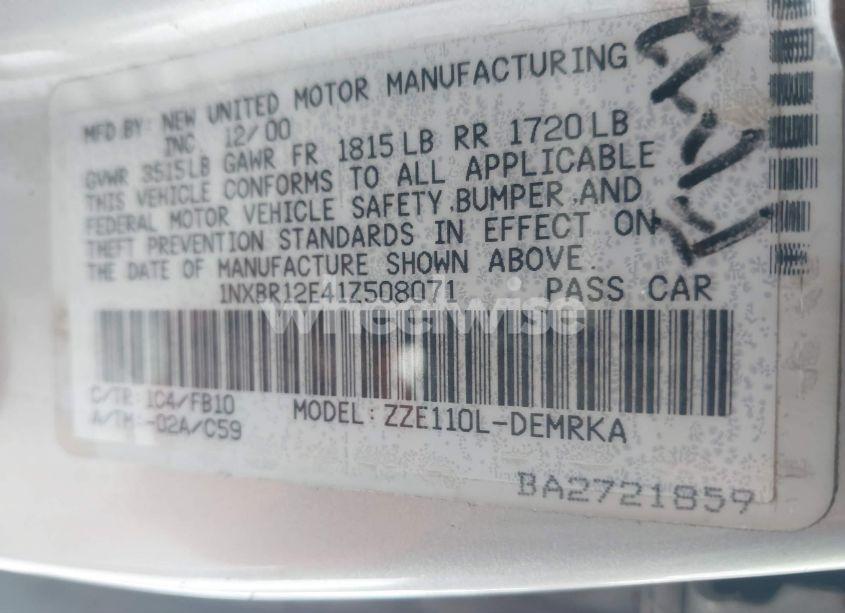 MFD.BY: NEW UNITED MOTOR MANUFACTURING
INC. 12/00
GVWR 3515LB GAWR FR 1815LB RR 1720LB
THIS VEHICLE CONFORMS TO ALL APPLICABLE
FEDERAL MOTOR VEHICLE SAFETY,BUMPER,AND
THEFT PREVENTION STANDARDS IN EFFECT ON
THE DATE OF MANUFACTURE SHOWN ABOVE.
1NXBR12E41Z508071 PASS CAR
wheelwise
C/TR: 1C4/FB10
A/TM:-02A/C59
MODEL: ZZE110L-DEMRKA
BA2721859